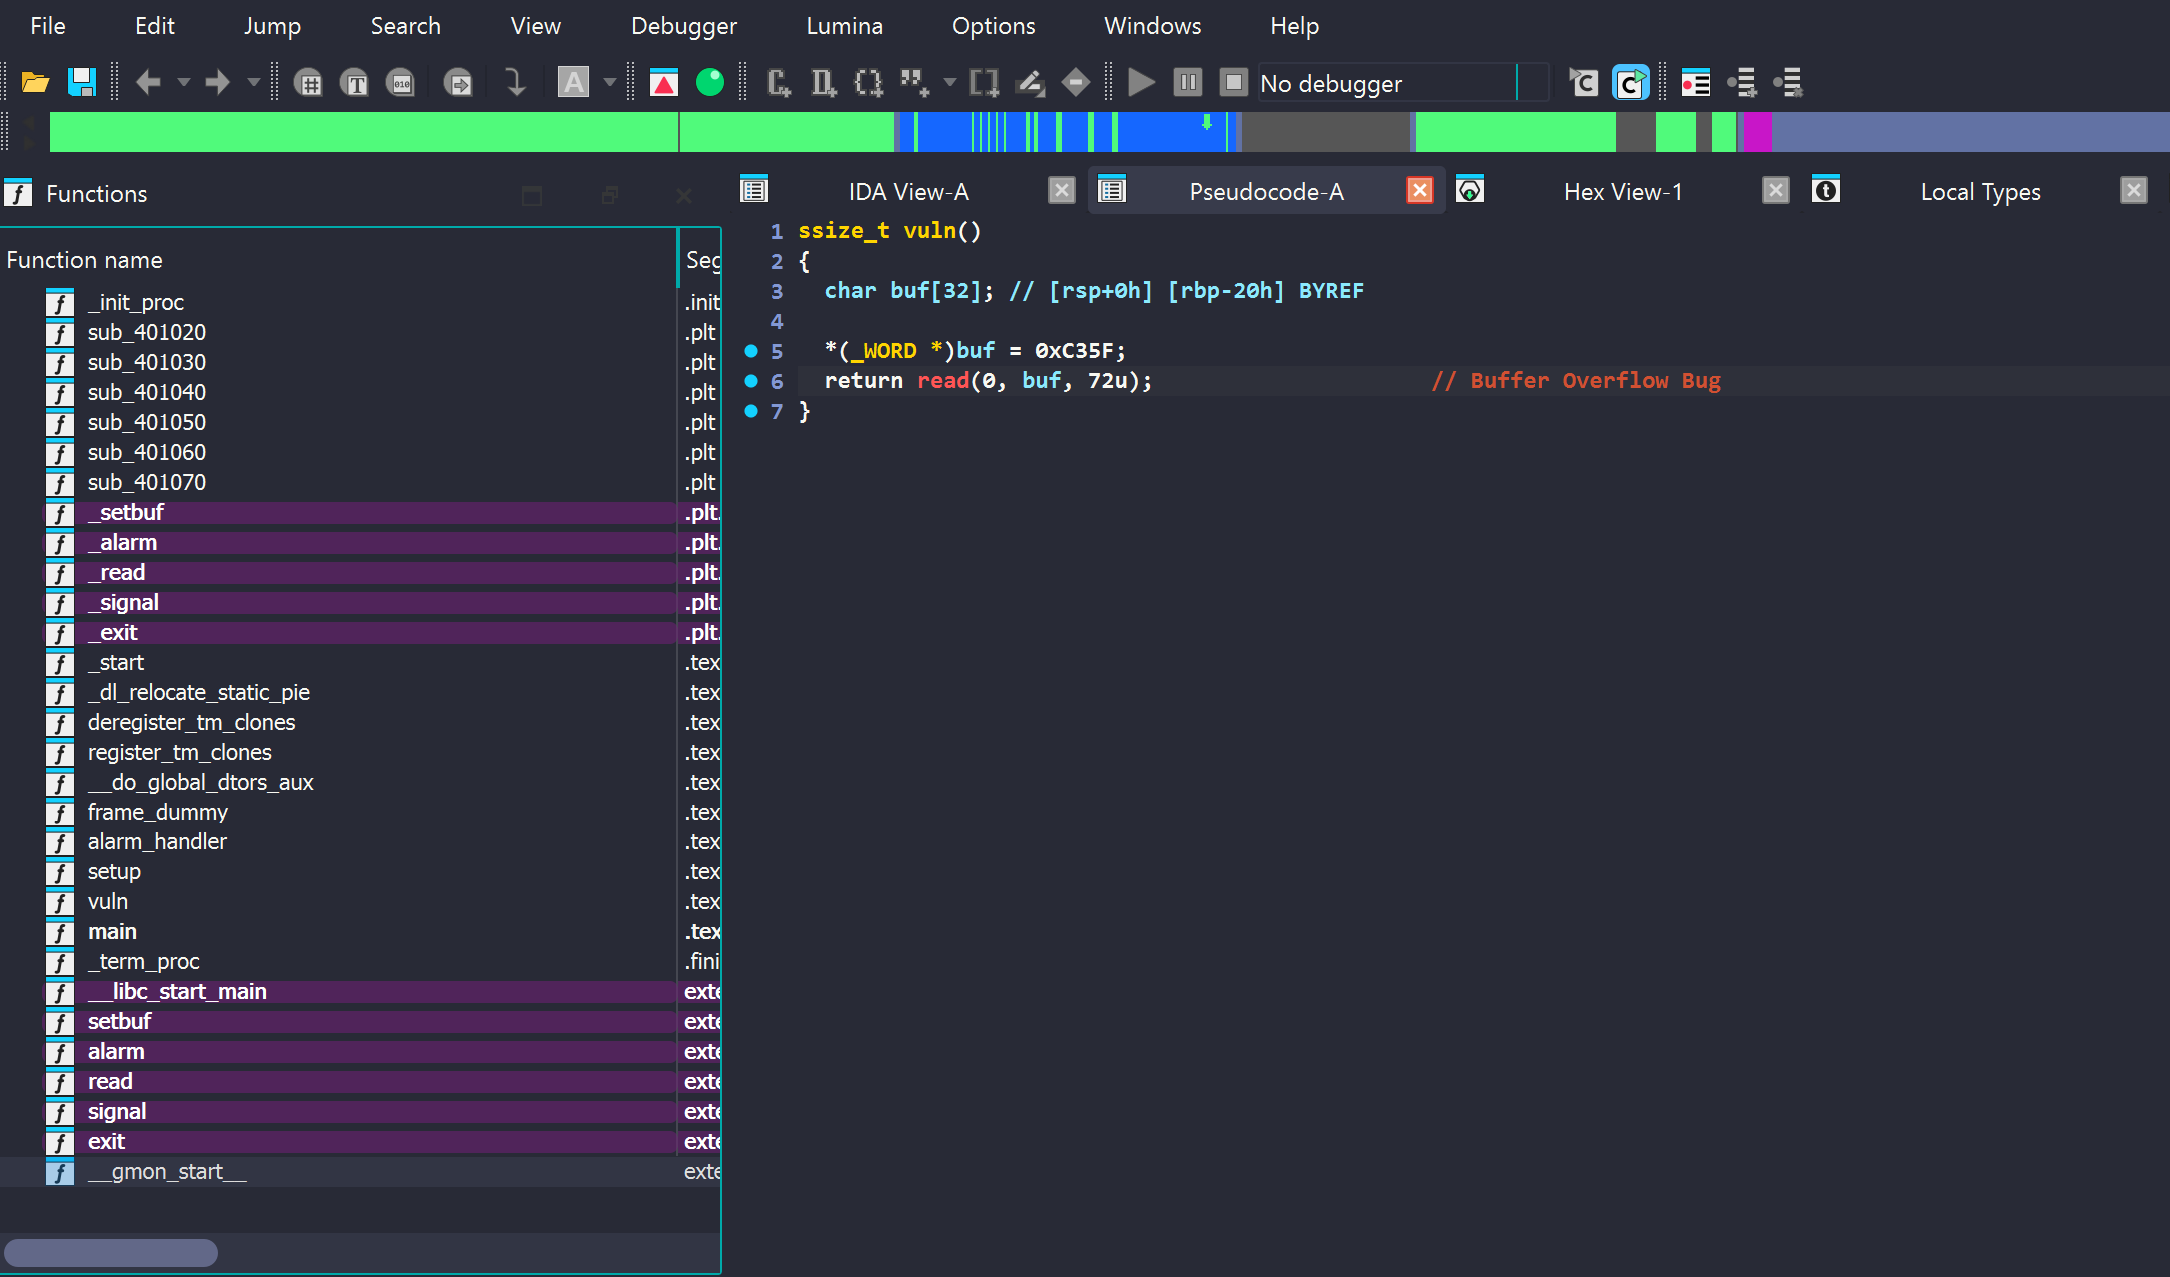 File Edit Jump Search View Debugger Lumina Options Windows Help
No debugger
Functions
IDA View-A Pseudocode-A Hex View-1 Local Types
Function name Seg
_init_proc .init
sub_401020 .plt
sub_401030 .plt
sub_401040 .plt
sub_401050 .plt
sub_401060 .plt
sub_401070 .plt
_setbuf .plt.
_alarm .plt.
_read .plt.
_signal .plt.
_exit .plt.
_start .tex
_dl_relocate_static_pie .tex
deregister_tm_clones .tex
register_tm_clones .tex
__do_global_dtors_aux .tex
frame_dummy .tex
alarm_handler .tex
setup .tex
vuln .tex
main .tex
_term_proc .fini
__libc_start_main exte
setbuf exte
alarm exte
read exte
signal exte
exit exte
__gmon_start__ exte
1 ssize_t vuln()
2 {
3 char buf[32]; // [rsp+0h] [rbp-20h] BYREF
4
5 *(_WORD *)buf = 0xC35F;
6 return read(0, buf, 72u); // Buffer Overflow Bug
7 }